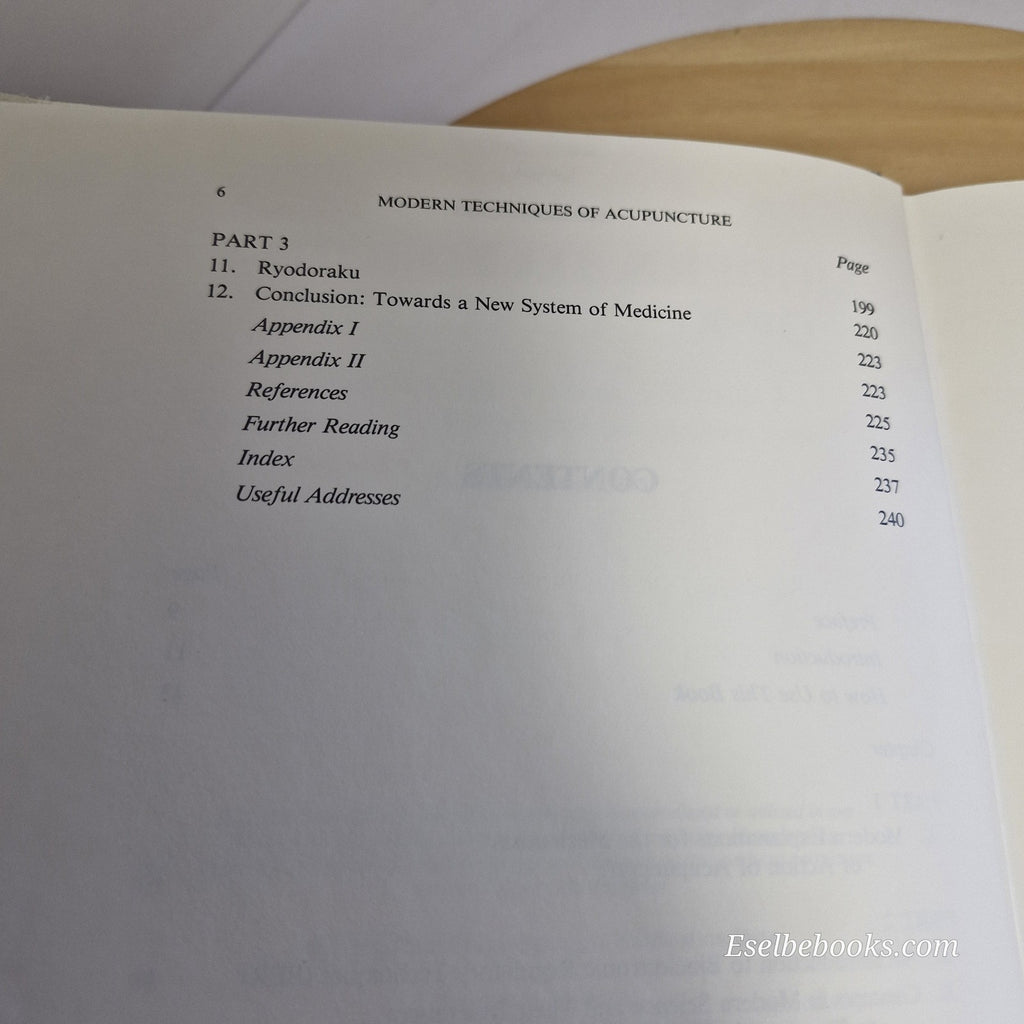 6 MODERN TECHNIQUES OF ACUPUNCTURE
PART 3 Page
11. Ryodoraku 199
12. Conclusion: Towards a New System of Medicine 220
Appendix I 223
Appendix II 223
References 225
Further Reading 235
Index 237
Useful Addresses 240
Eselbebooks.com